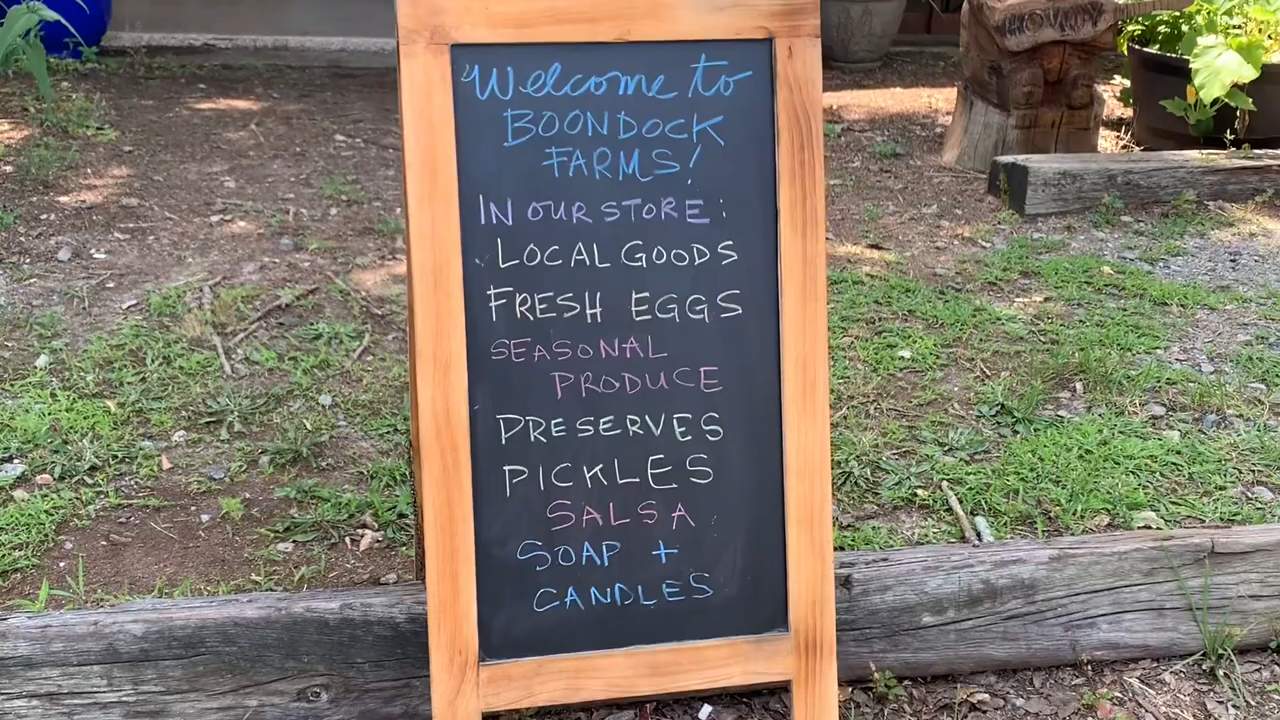 Welcome to
BOONDOCK
FARMS!
IN OUR STORE:
LOCAL GOODS
FRESH EGGS
SEASONAL
PRODUCE
PRESERVES
PICKLES
SALSA
SOAP +
CANDLES